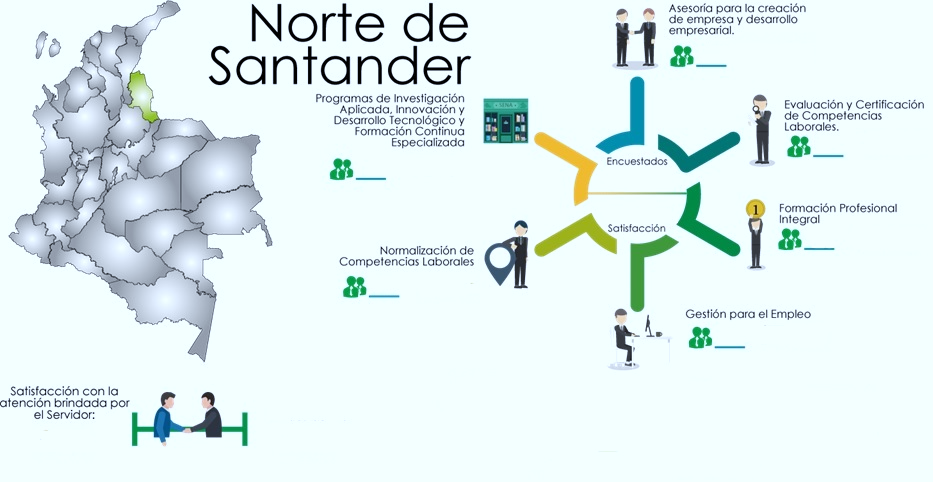 Norte de
Santander
Asesoría para la creación
de empresa y desarrollo
empresarial.
Programas de Investigación
Aplicada, Innovación y
Desarrollo Tecnológico y
Formación Continua
Especializada
SENA
Evaluación y Certificación
de Competencias
Laborales.
Encuestados
Satisfacción
1
Formación Profesional
Integral
Normalización de
Competencias Laborales
Gestión para el Empleo
Satisfacción con la
atención brindada por
el Servidor: